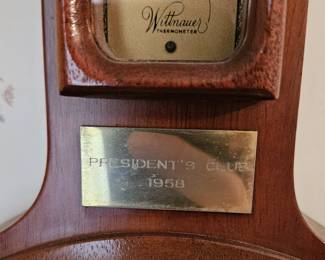 Wittnauer
THERMOMETER
PRESIDENT'S CLUB
1958